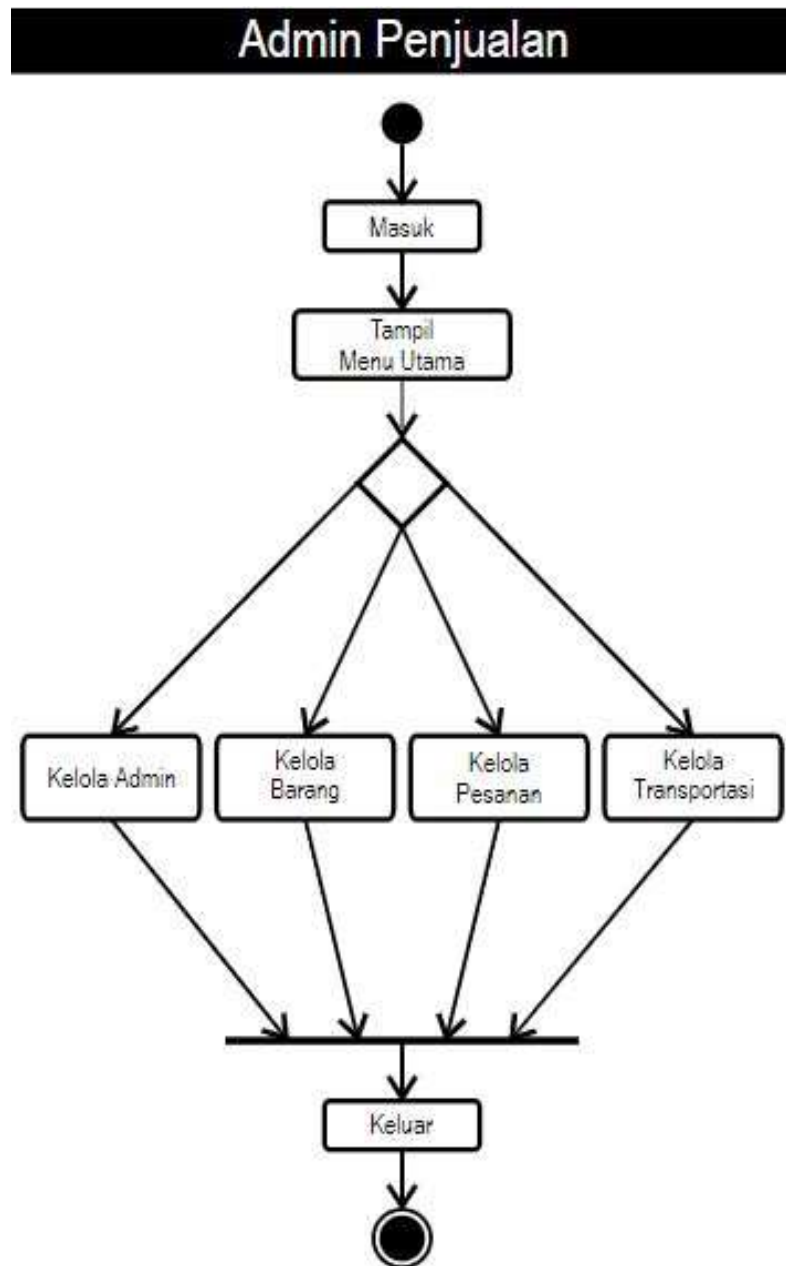 Admin Penjualan
Masuk
Tampil
Menu Utama
Kelola Admin
Kelola
Barang
Kelola
Pesanan
Kelola
Transportasi
Keluar